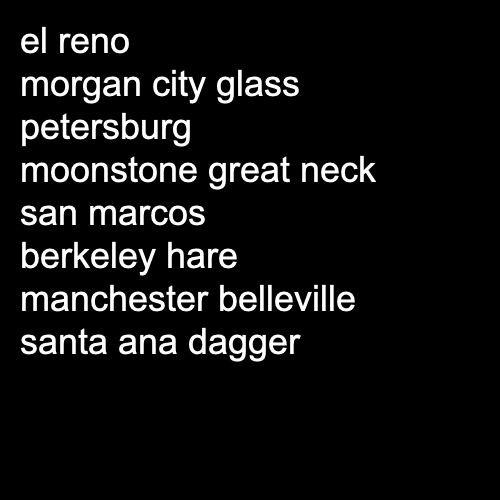 el reno
morgan city glass
petersburg
moonstone great neck
san marcos
berkeley hare
manchester belleville
santa ana dagger